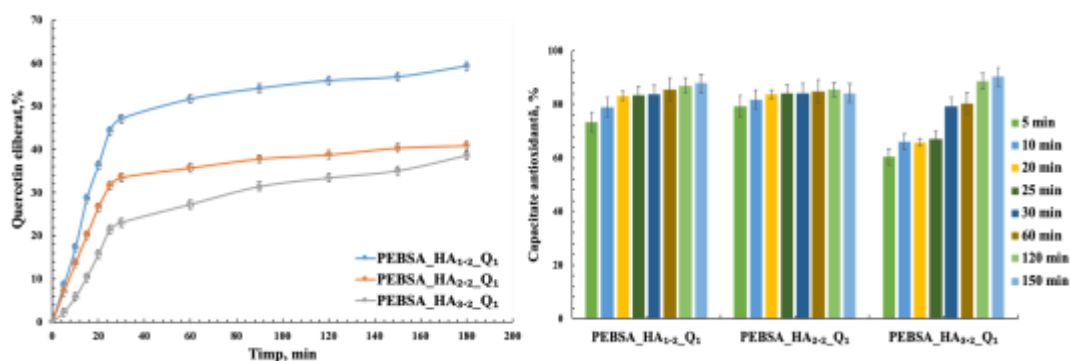 Quercetin eliberat,%
70
60
50
40
30
20
10
0
0 20 40 60 80 100 120 140 160 180 200
Timp, min
PEBSA_HA₁₋₂_Q₁
PEBSA_HA₂₋₂_Q₁
PEBSA_HA₃₋₂_Q₁
Capacitate antioxidantă, %
100
80
60
40
20
0
PEBSA_HA₁₋₂_Q₁ PEBSA_HA₂₋₂_Q₁ PEBSA_HA₃₋₂_Q₁
5 min
10 min
20 min
25 min
30 min
60 min
120 min
150 min